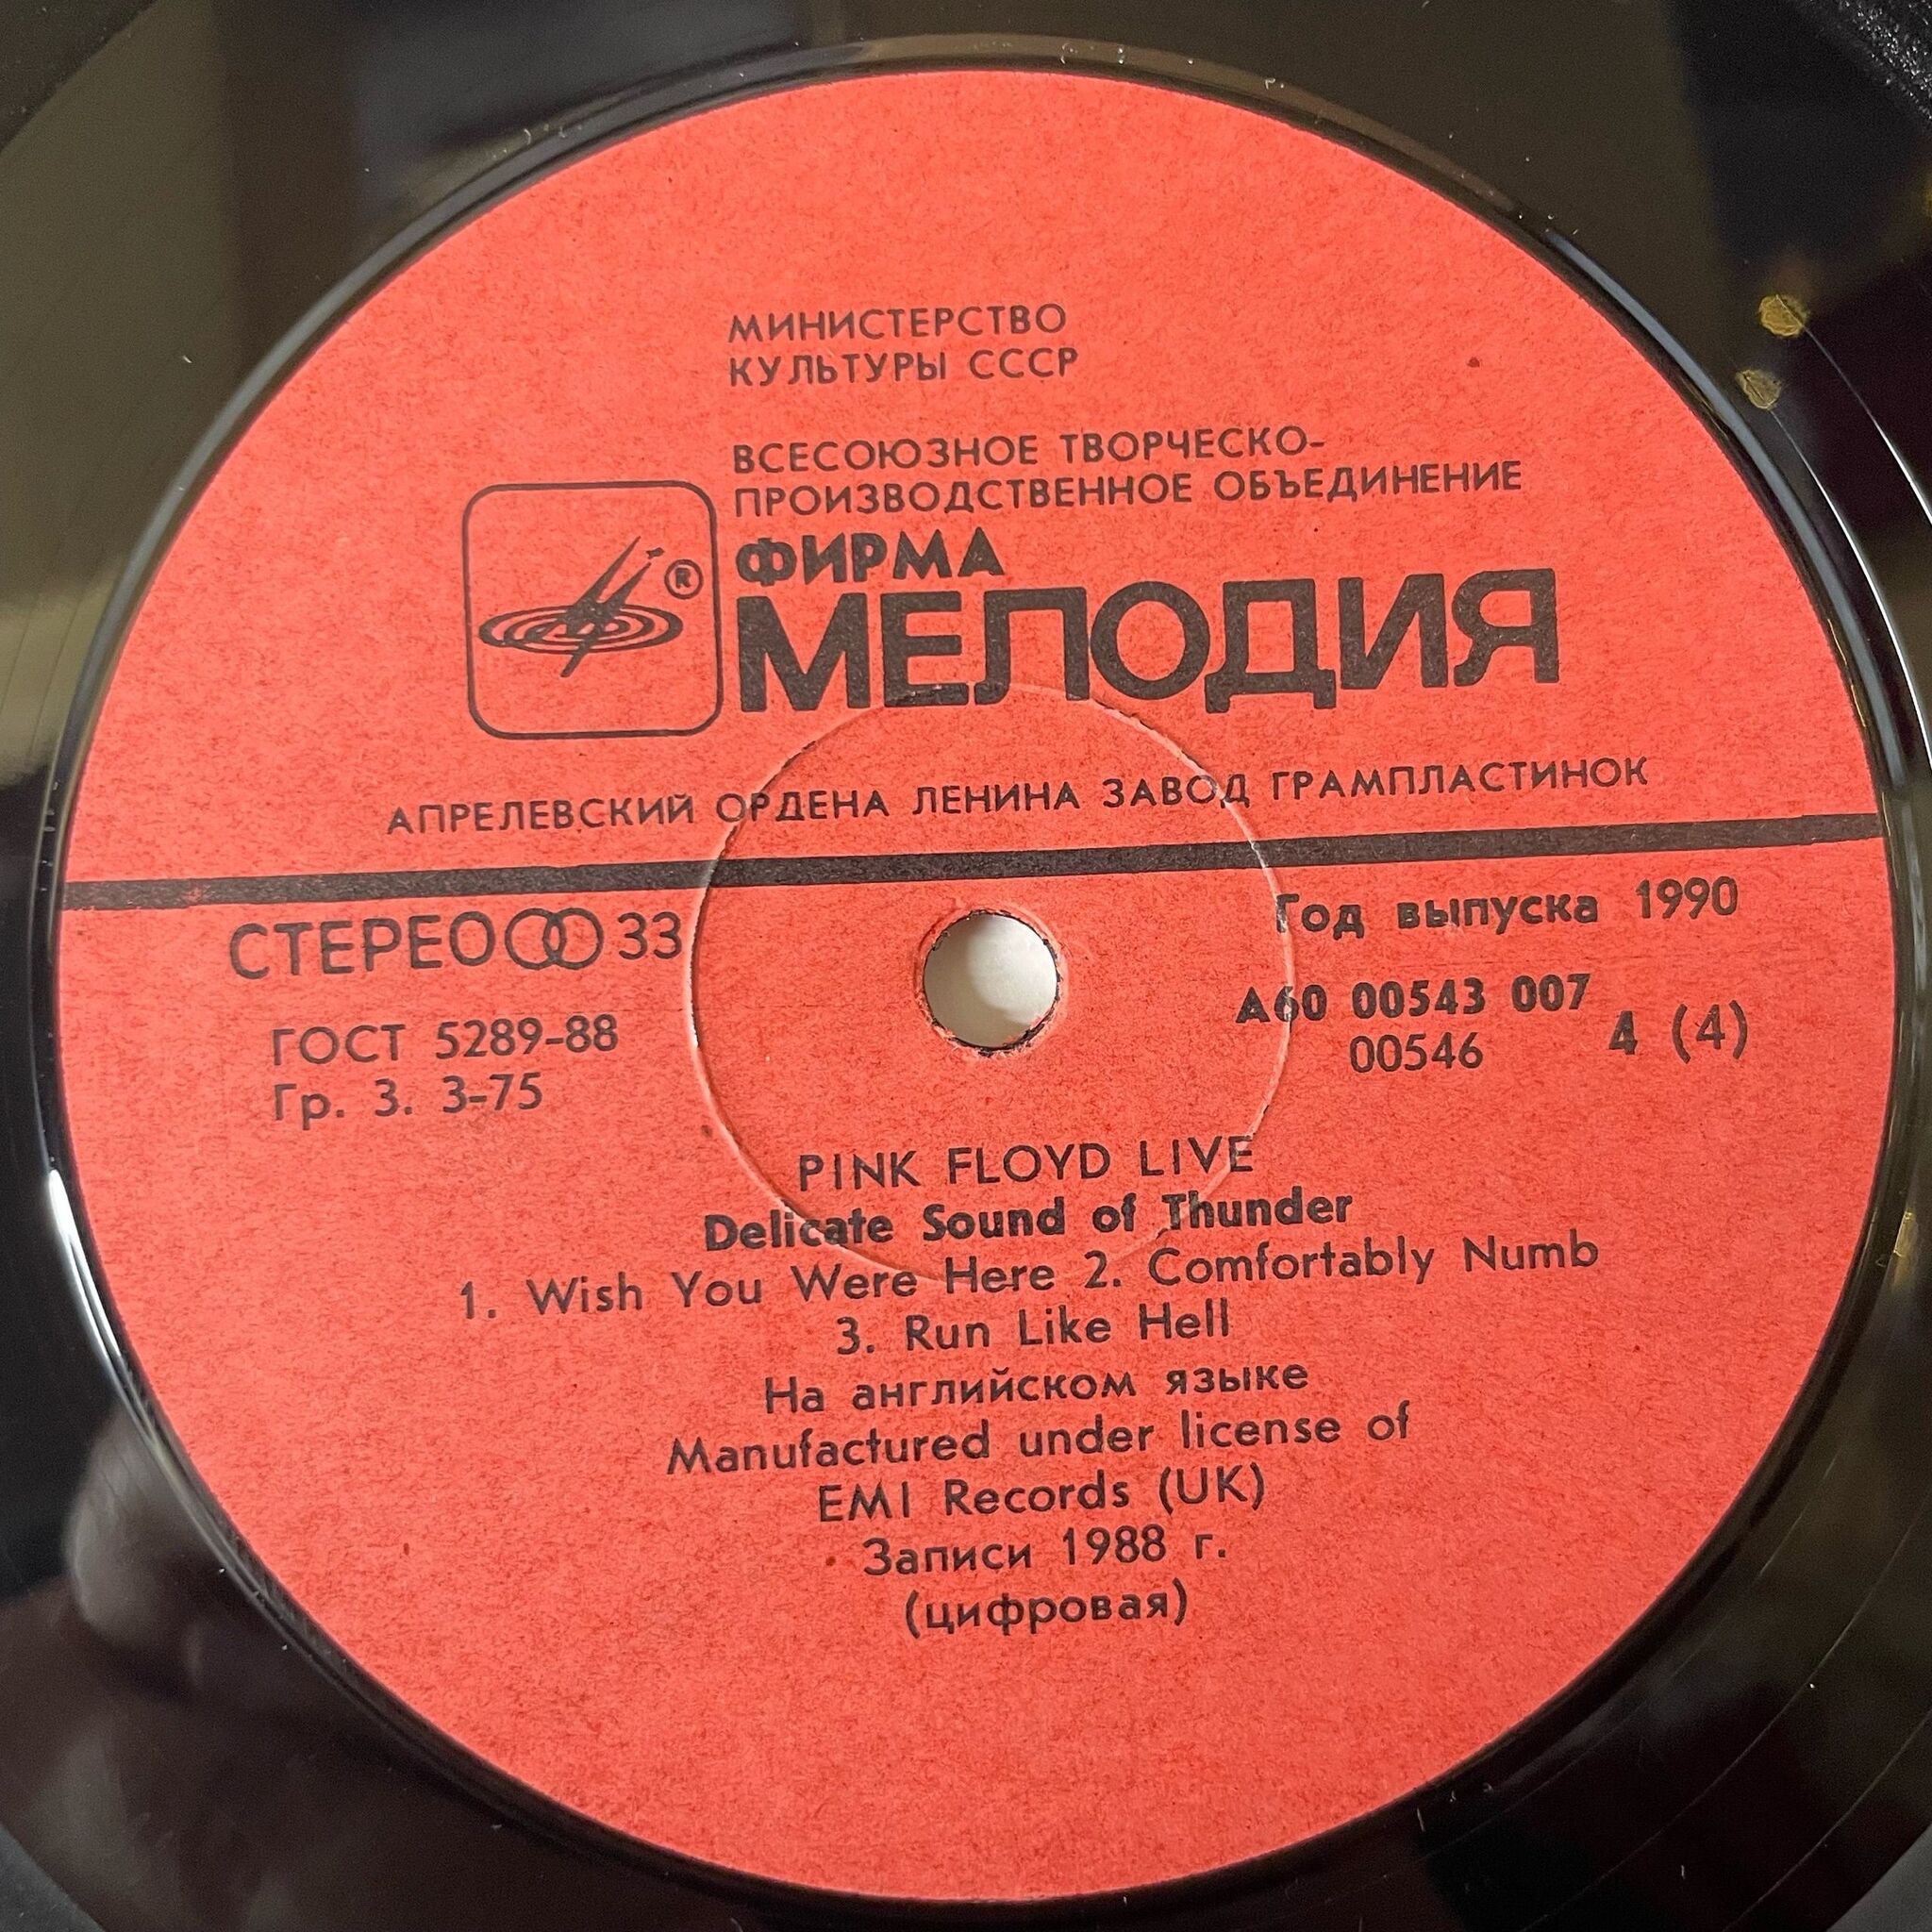 МИНИСТЕРСТВО
КУЛЬТУРЫ СССР
ВСЕСОЮЗНОЕ ТВОРЧЕСКО-
ПРОИЗВОДСТВЕННОЕ ОБЪЕДИНЕНИЕ
®
ФИРМА
МЕЛОДИЯ
АПРЕЛЕВСКИЙ ОРДЕНА ЛЕНИНА ЗАВОД ГРАМПЛАСТИНОК
СТЕРЕО 33
Год выпуска 1990
ГОСТ 5289-88
Гр. 3. 3-75
А60 00543 007
00546
4 (4)
PINK FLOYD LIVE
Delicate Sound of Thunder
1. Wish You Were Here 2. Comfortably Numb
3. Run Like Hell
На английском языке
Manufactured under license of
EMI Records (UK)
Записи 1988 г.
(цифровая)